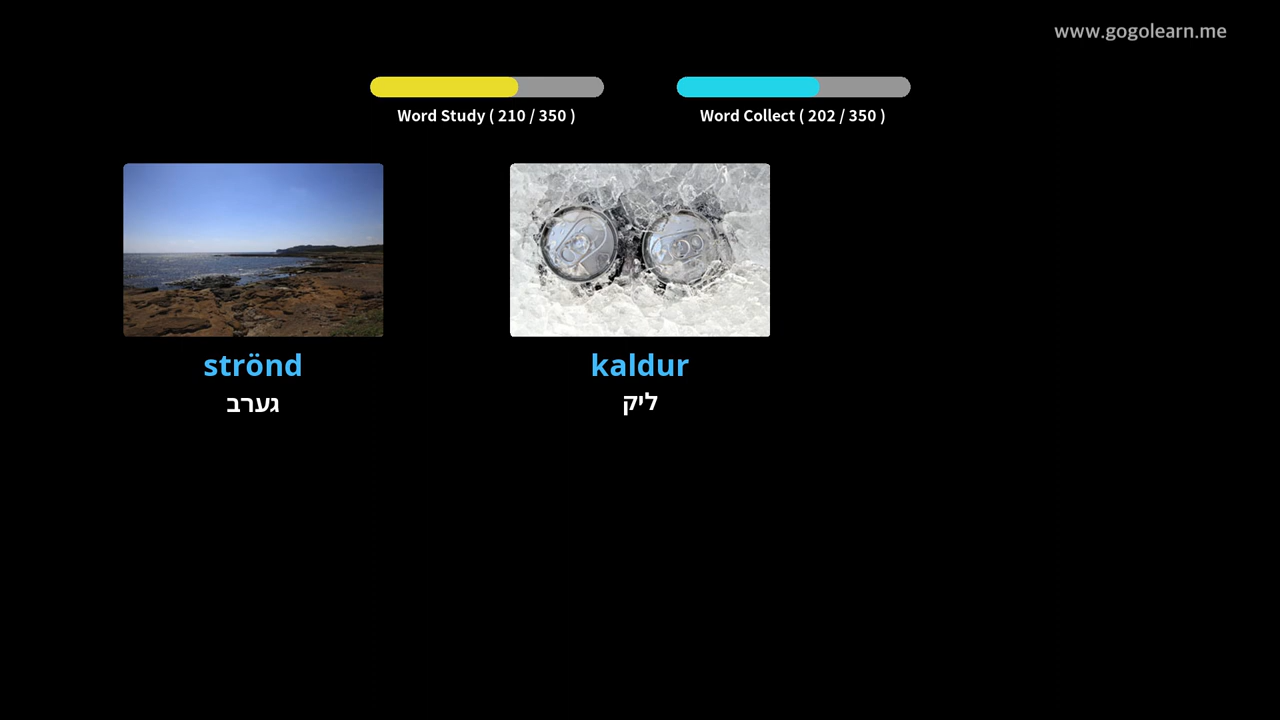 www.gogolearn.me
Word Study ( 210 / 350 )
Word Collect ( 202 / 350 )
strönd
גערב
kaldur
ליק